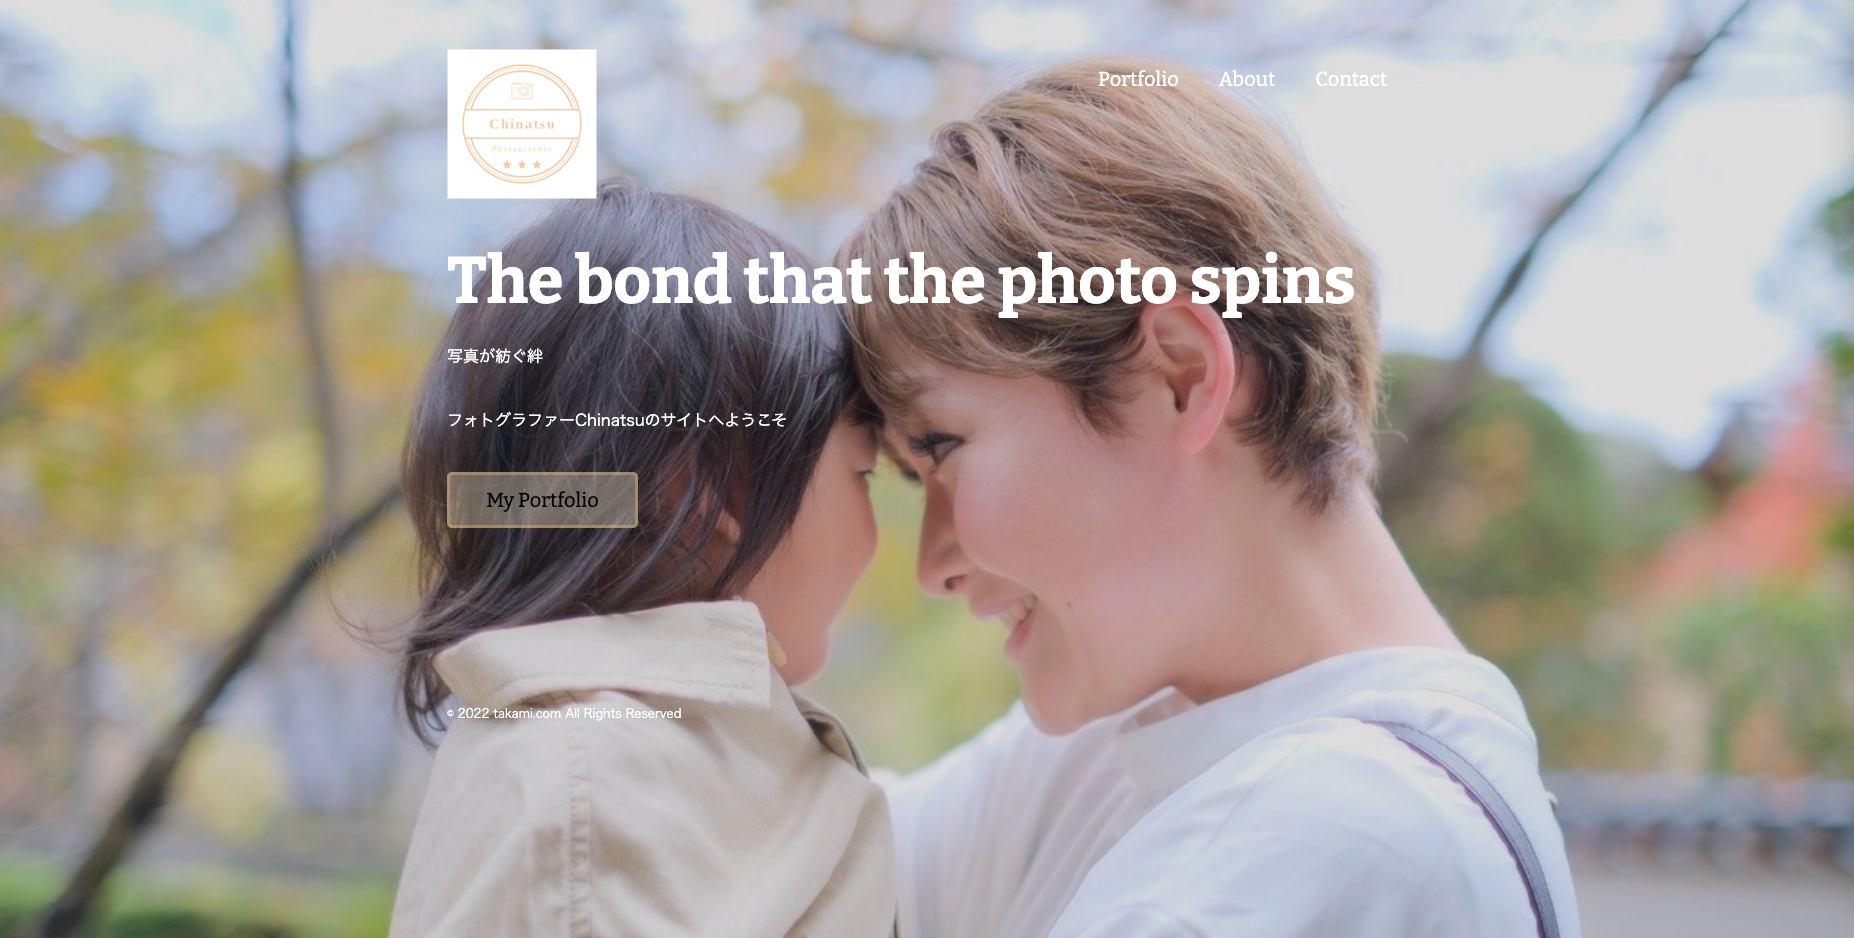 Chinatsu
Photographer
Portfolio About Contact
The bond that the photo spins
写真が紡ぐ絆
フォトグラファーChinatsuのサイトへようこそ
My Portfolio
© 2022 takami.com All Rights Reserved